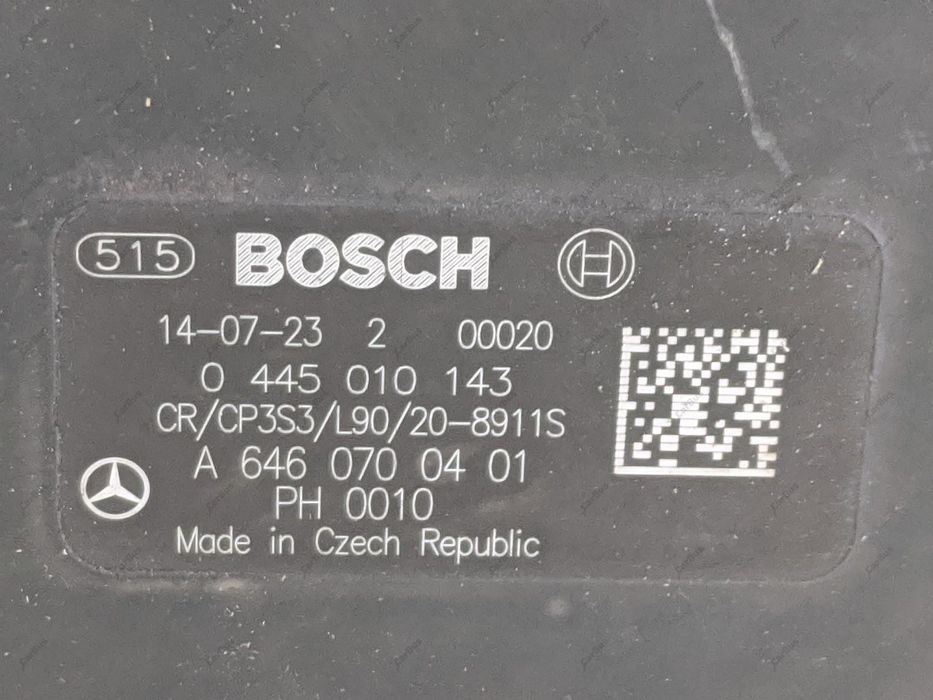 515 BOSCH
14-07-23 2 00020
0 445 010 143
CR/CP3S3/L90/20-8911S
A 646 070 04 01
PH 0010
Made in Czech Republic